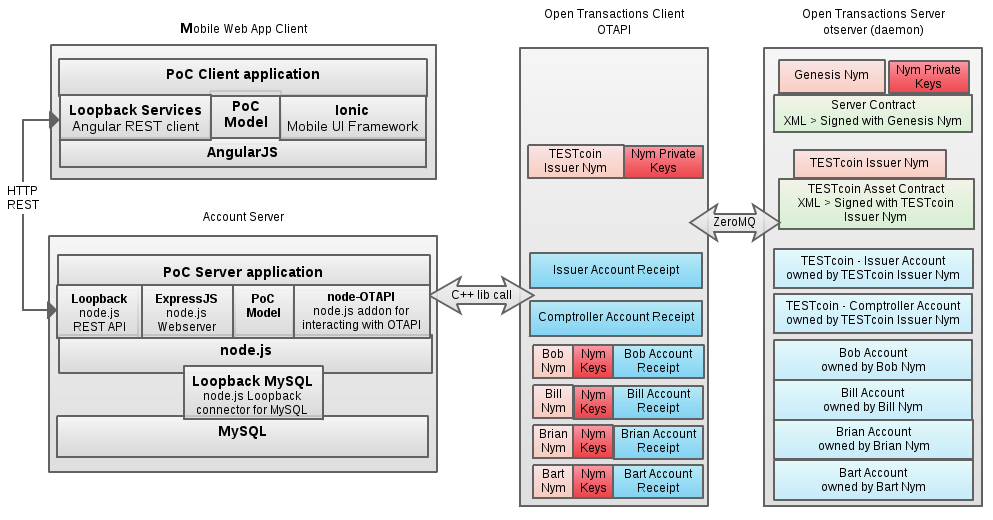 Mobile Web App Client
PoC Client application
Loopback Services
Angular REST client
PoC
Model
Ionic
Mobile UI Framework
AngularJS
HTTP
REST
Account Server
PoC Server application
Loopback
node.js
REST API
ExpressJS
node.js
Webserver
PoC
Model
node-OTAPI
node.js addon for
interacting with OTAPI
node.js
Loopback MySQL
node.js Loopback
connector for MySQL
MySQL
C++ lib call
Open Transactions Client
OTAPI
TESTcoin
Issuer Nym
Nym Private
Keys
Issuer Account Receipt
Comptroller Account Receipt
Bob
Nym
Nym
Keys
Bob Account
Receipt
Bill
Nym
Nym
Keys
Bill Account
Receipt
Brian
Nym
Nym
Keys
Brian Account
Receipt
Bart
Nym
Nym
Keys
Bart Account
Receipt
ZeroMQ
Open Transactions Server
otserver (daemon)
Genesis Nym
Nym Private
Keys
Server Contract
XML > Signed with Genesis Nym
TESTcoin Issuer Nym
TESTcoin Asset Contract
XML > Signed with TESTcoin
Issuer Nym
TESTcoin - Issuer Account
owned by TESTcoin Issuer Nym
TESTcoin - Comptroller Account
owned by TESTcoin Issuer Nym
Bob Account
owned by Bob Nym
Bill Account
owned by Bill Nym
Brian Account
owned by Brian Nym
Bart Account
owned by Bart Nym